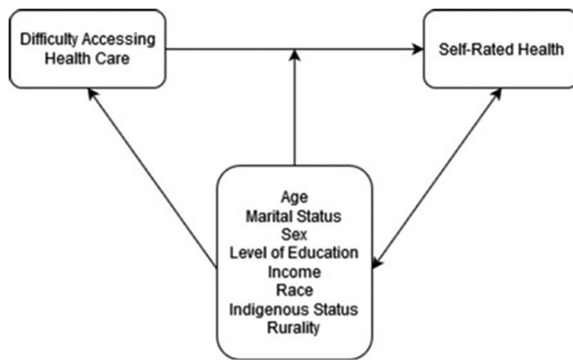 Difficulty Accessing
Health Care
Self-Rated Health
Age
Marital Status
Sex
Level of Education
Income
Race
Indigenous Status
Rurality